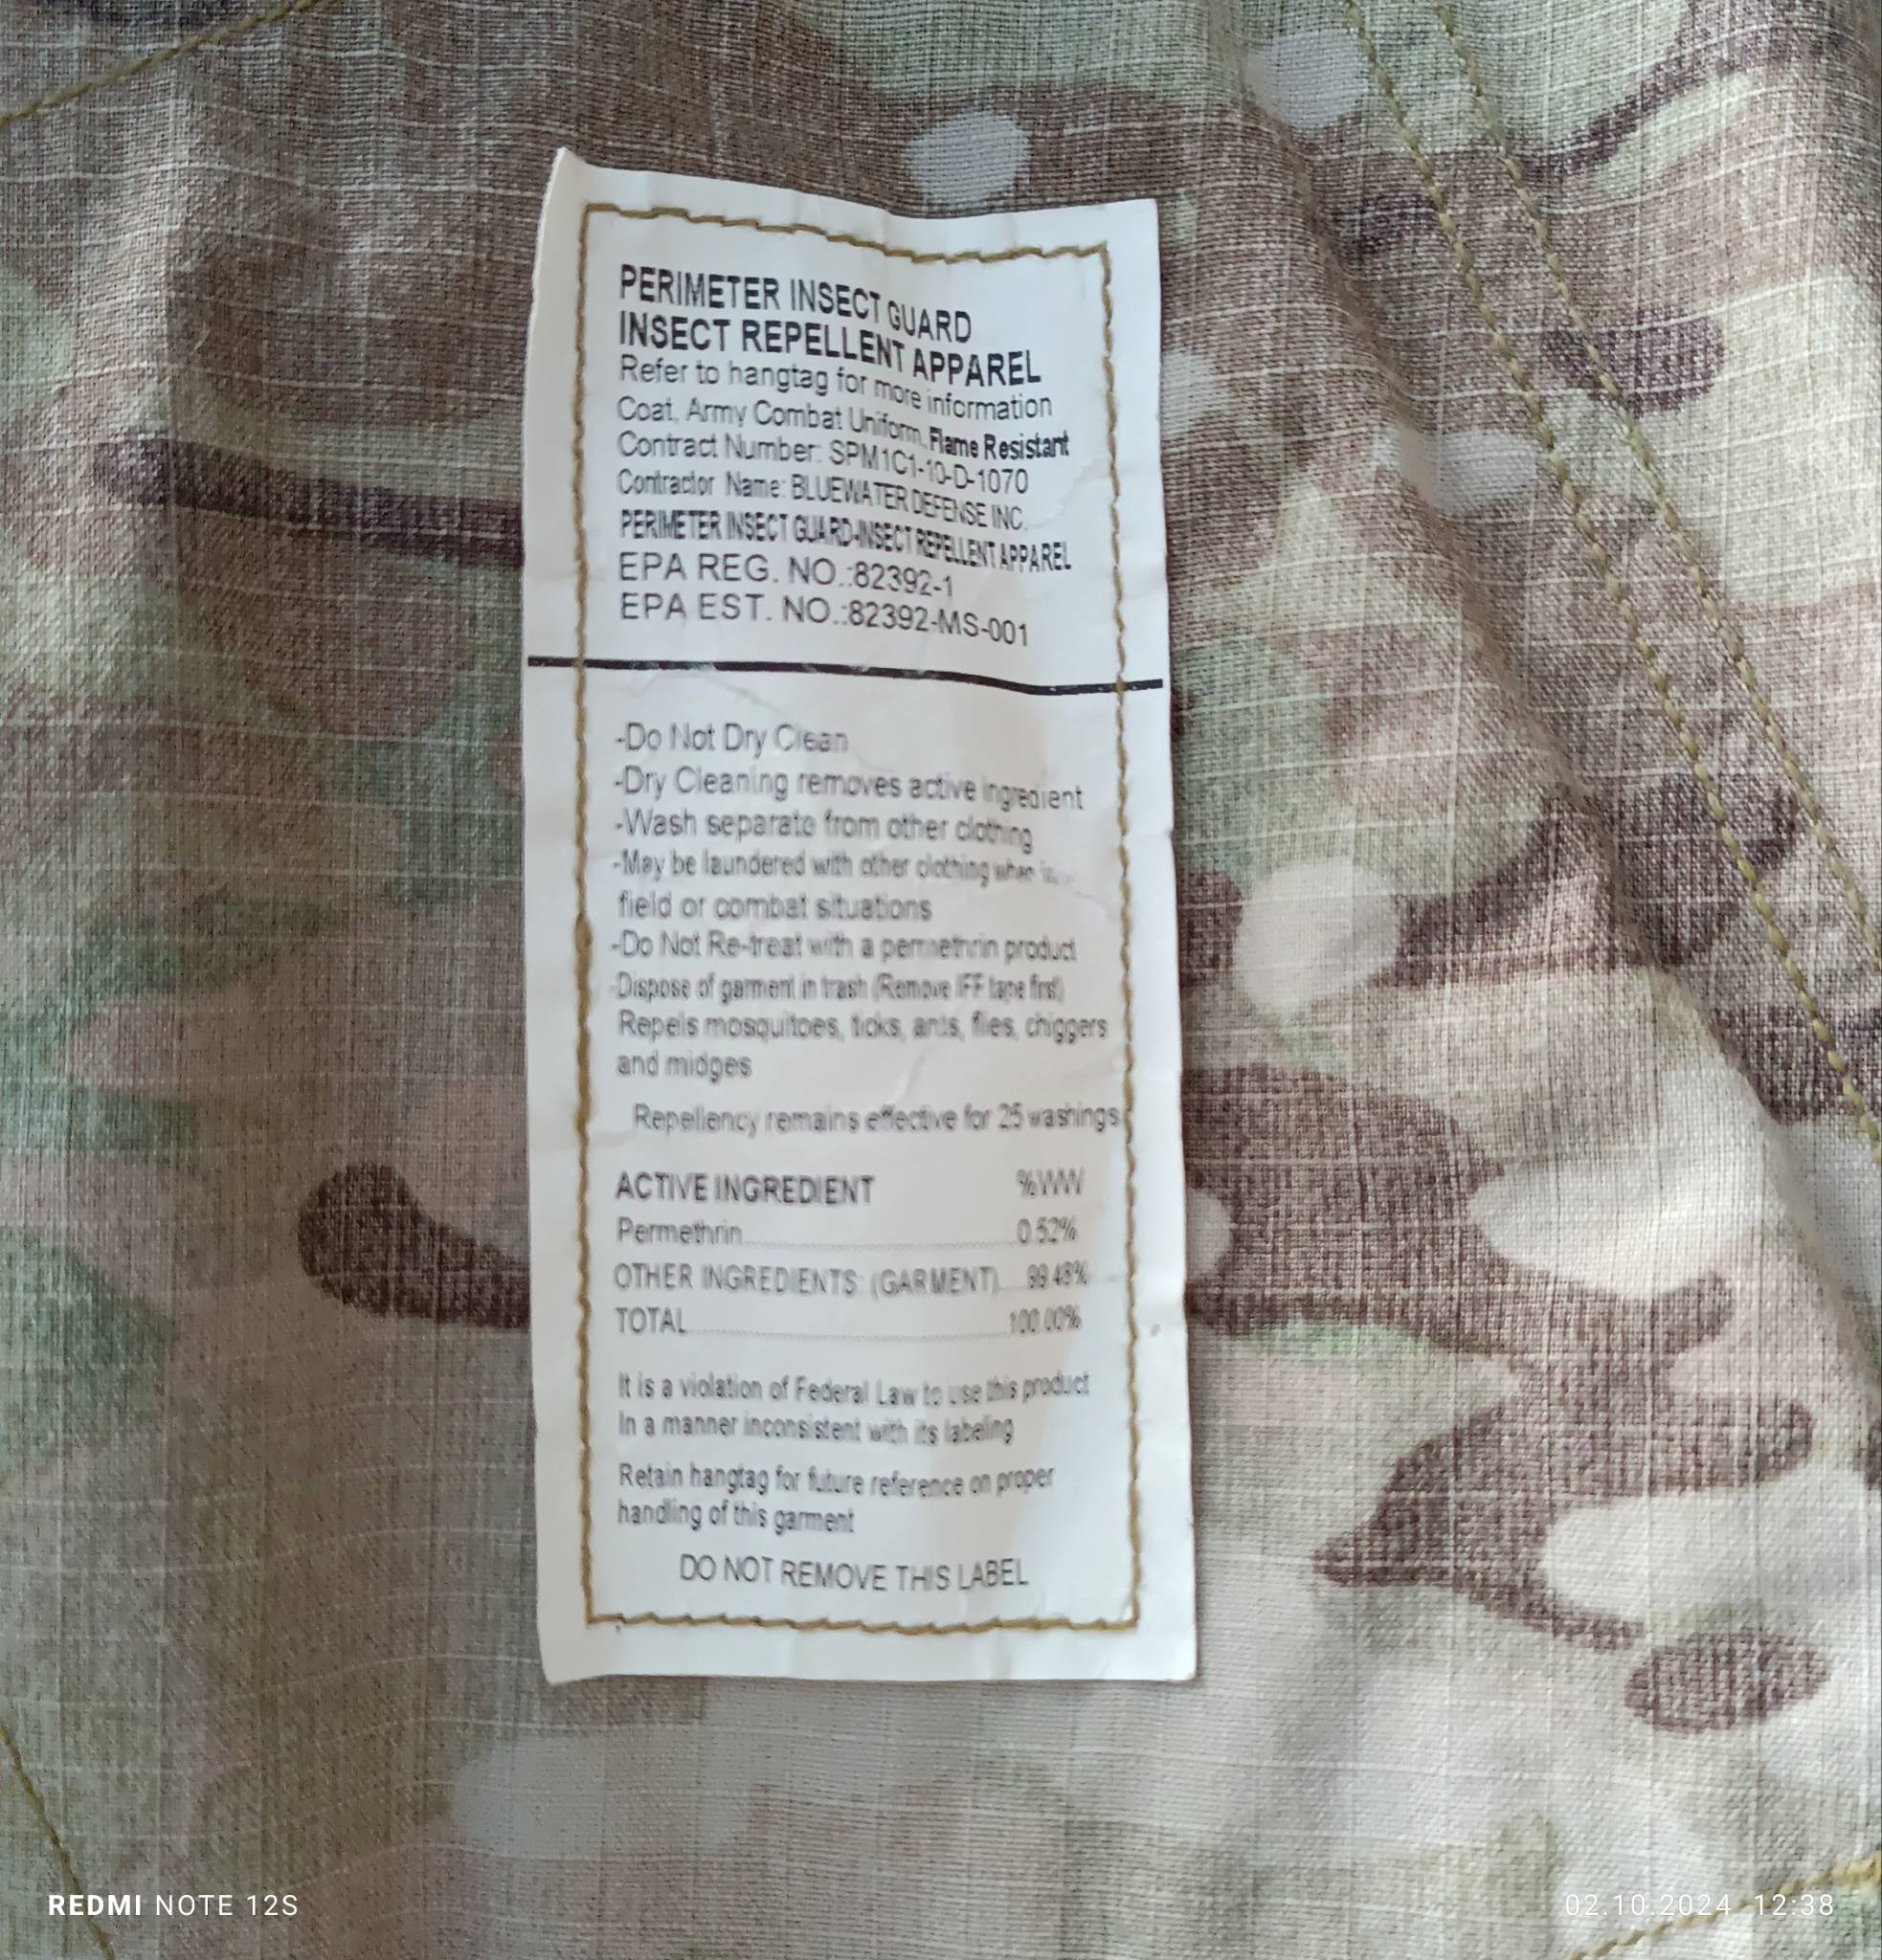 PERIMETER INSECT GUARD
INSECT REPELLENT APPAREL
Refer to hangtag for more information
Coat, Army Combat Uniform, Flame Resistant
Contract Number: SPM1C1-10-D-1070
Contractor Name: BLUEWATER DEFENSE INC.
PERIMETER INSECT GUARD-INSECT REPELLENT APPAREL
EPA REG. NO.:82392-1
EPA EST. NO.:82392-MS-001
-Do Not Dry Clean
-Dry Cleaning removes active ingredient
-Wash separate from other clothing
-May be laundered with other clothing when
field or combat situations
-Do Not Re-treat with a permethrin product
-Dispose of garment in trash (Remove IFF tape first)
Repels mosquitoes, ticks, ants, flies, chiggers
and midges
Repellency remains effective for 25 washings
ACTIVE INGREDIENT %W/W
Permethrin 0.52%
OTHER INGREDIENTS: (GARMENT) 99.48%
TOTAL 100.00%
It is a violation of Federal Law to use this product
In a manner inconsistent with its labeling
Retain hangtag for future reference on proper
handling of this garment
DO NOT REMOVE THIS LABEL
REDMI NOTE 12S
02.10.2024 12:38